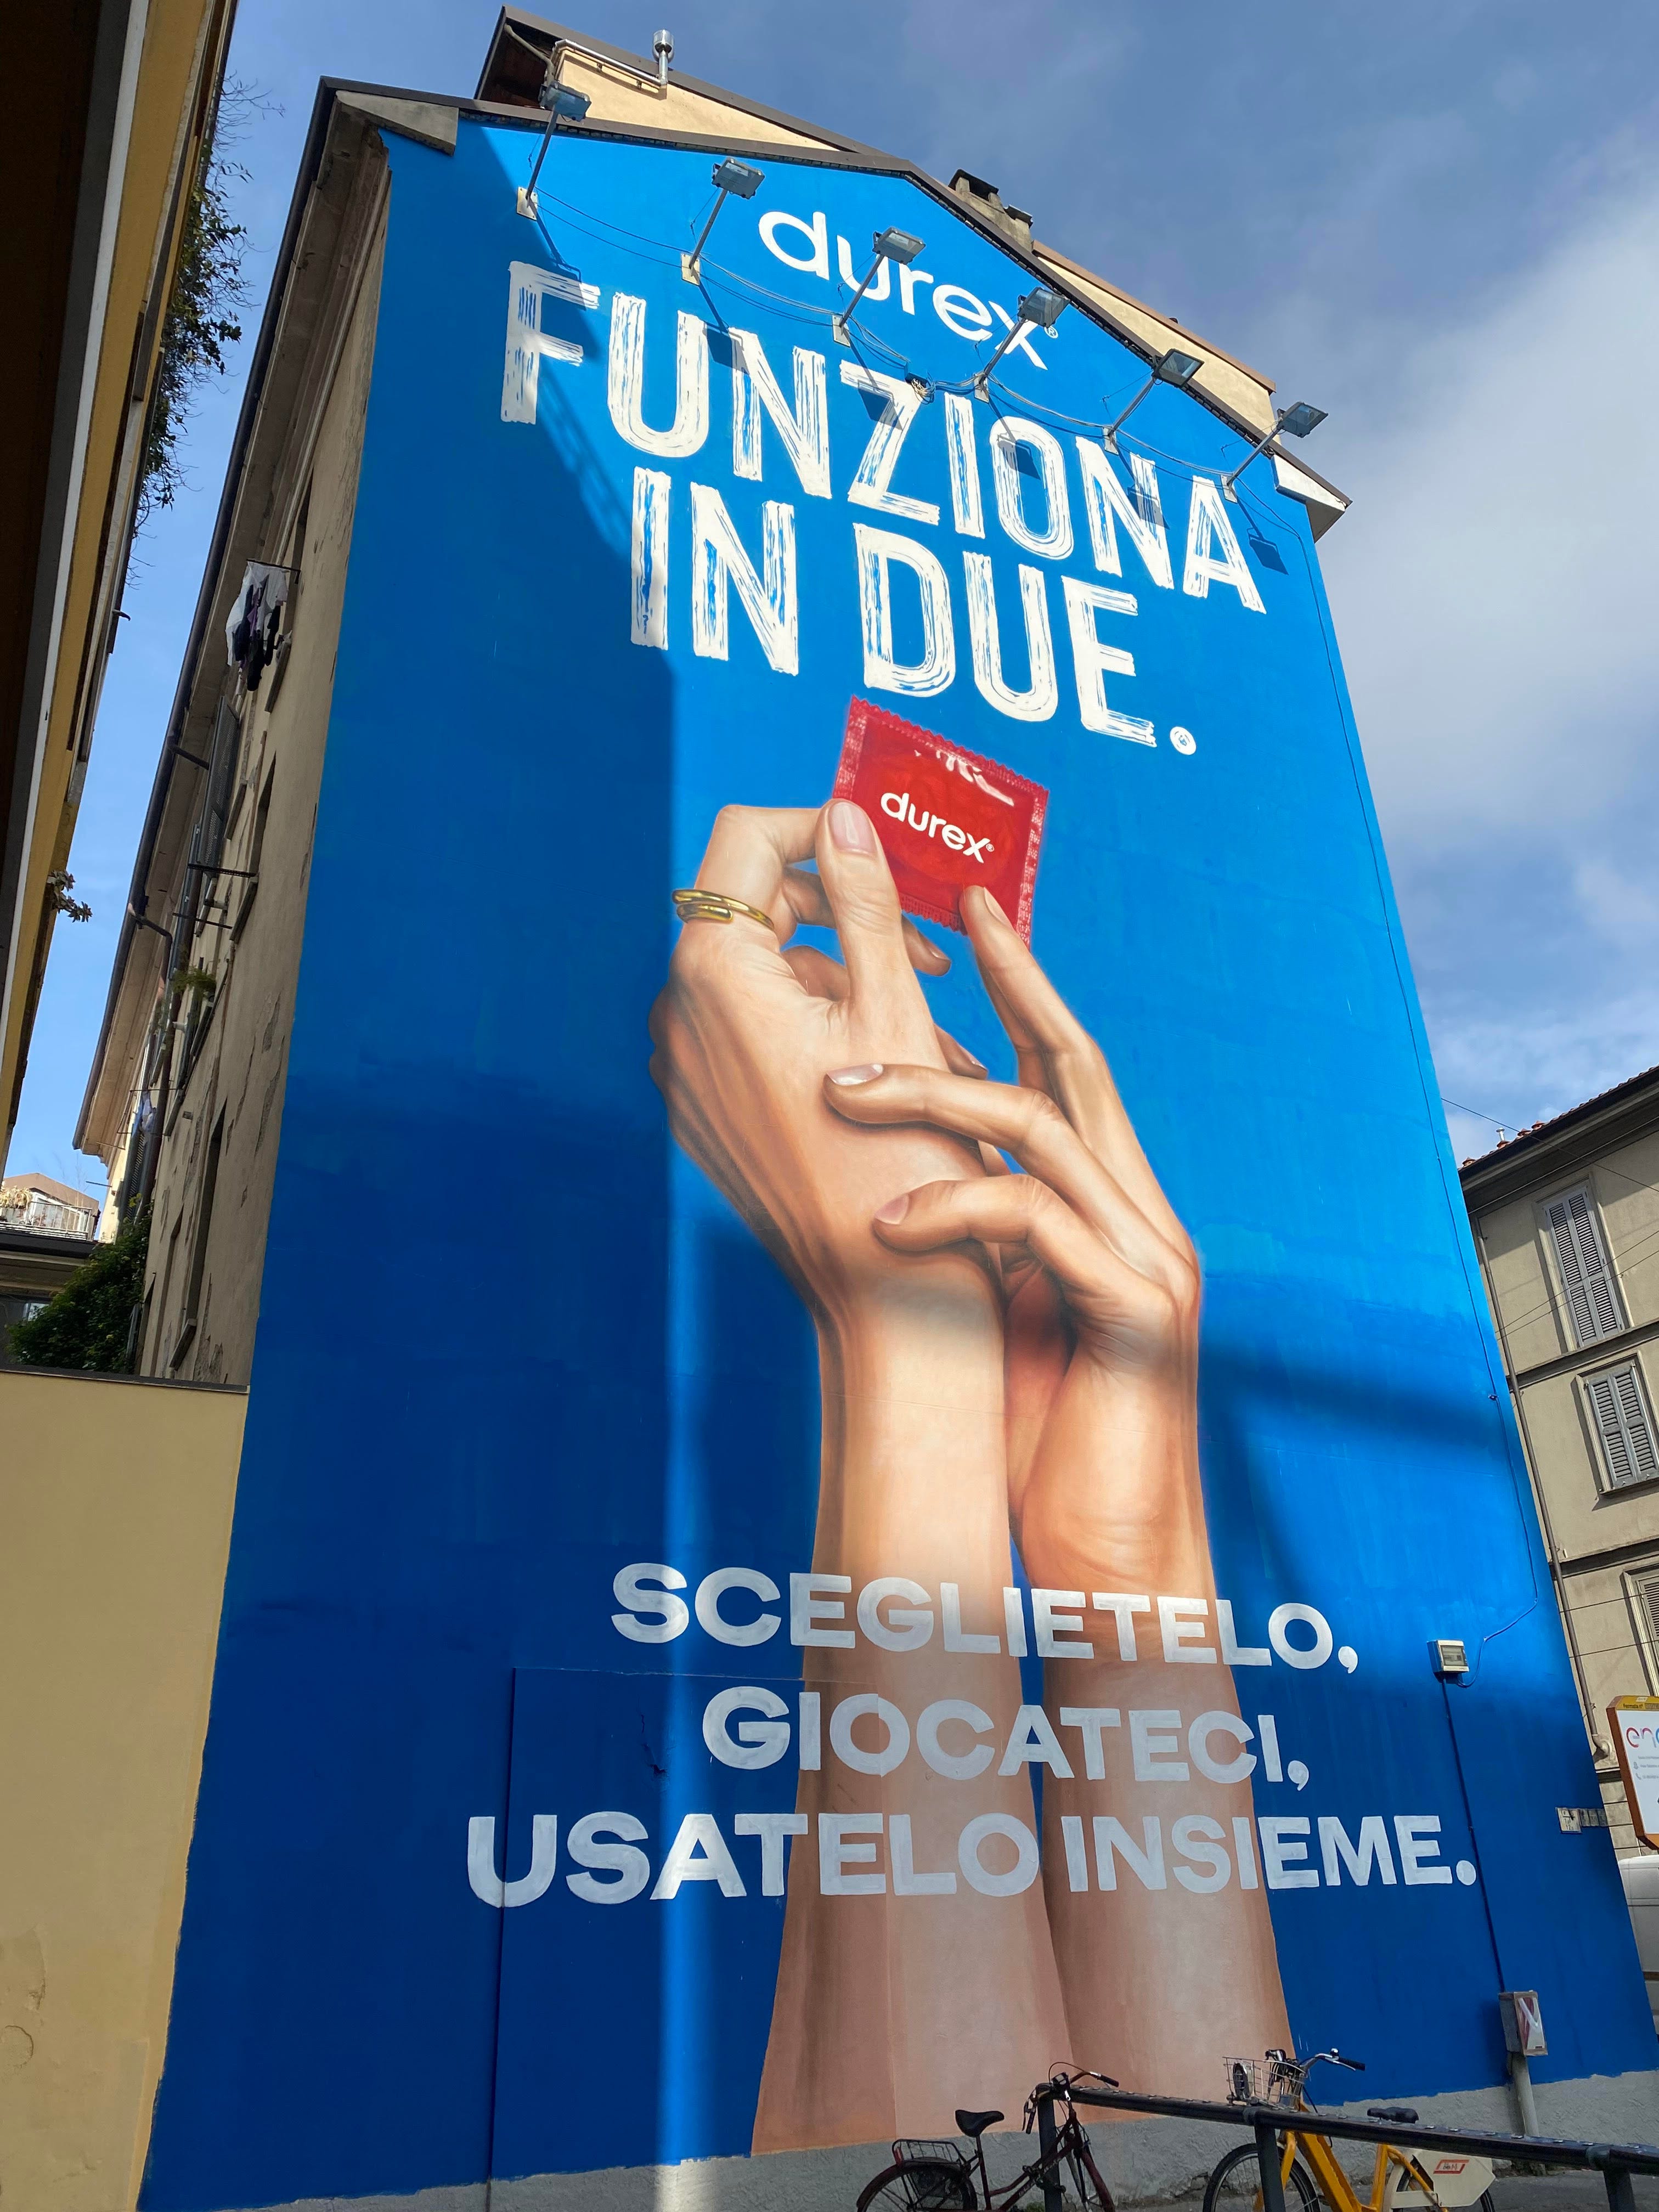 durex®
FUNZIONA
IN DUE.
durex®
SCEGLIETELO,
GIOCATECI,
USATELO INSIEME.